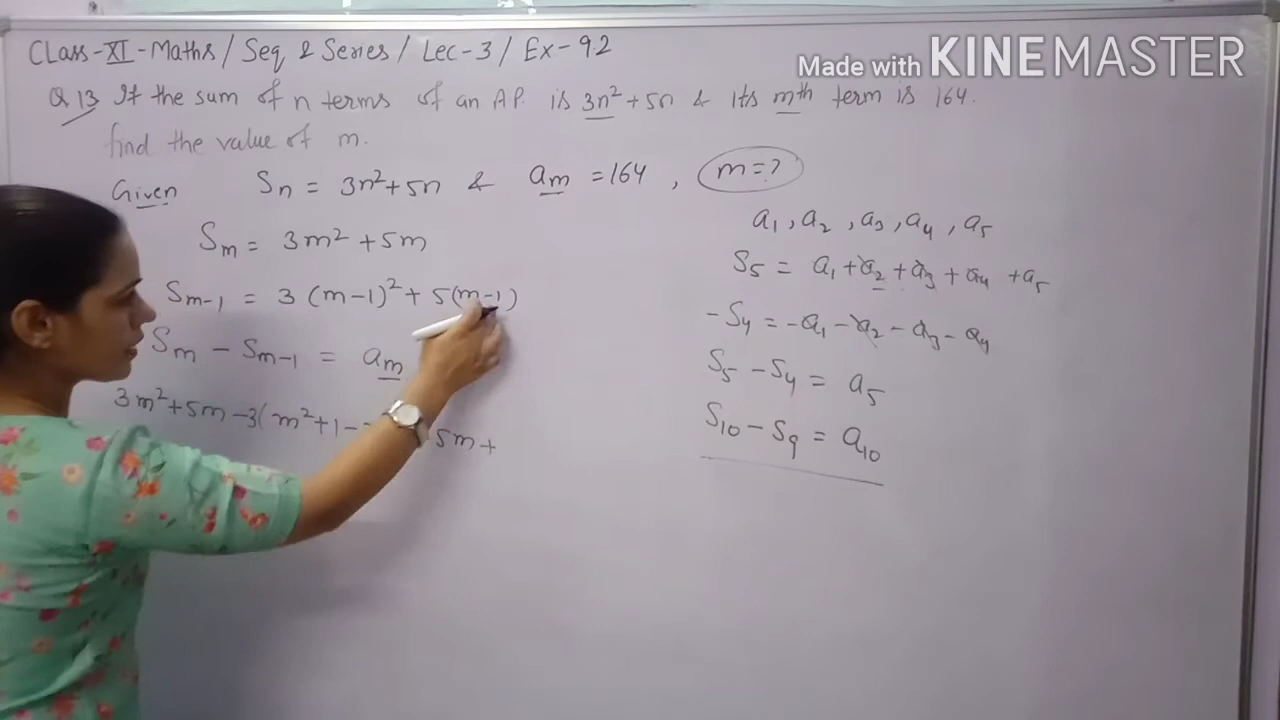 Class-XI-Maths/ Seq & Series/ Lec-3/ Ex-9.2
Made with KINEMASTER
Q 13 If the sum of n terms of an A.P. is 3n²+5n & its mth term is 164.
find the value of m.
Given Sn = 3n²+5n & am = 164, m=?
Sm = 3m²+5m
Sm-1 = 3(m-1)²+5(m-1)
Sm - Sm-1 = am
3m²+5m-3(m²+1- 5m+
a1, a2, a3, a4, a5
S5 = a1+a2+a3+a4+a5
-S4 = -a1-a2-a3-a4
S5-S4 = a5
S10-S9 = a10